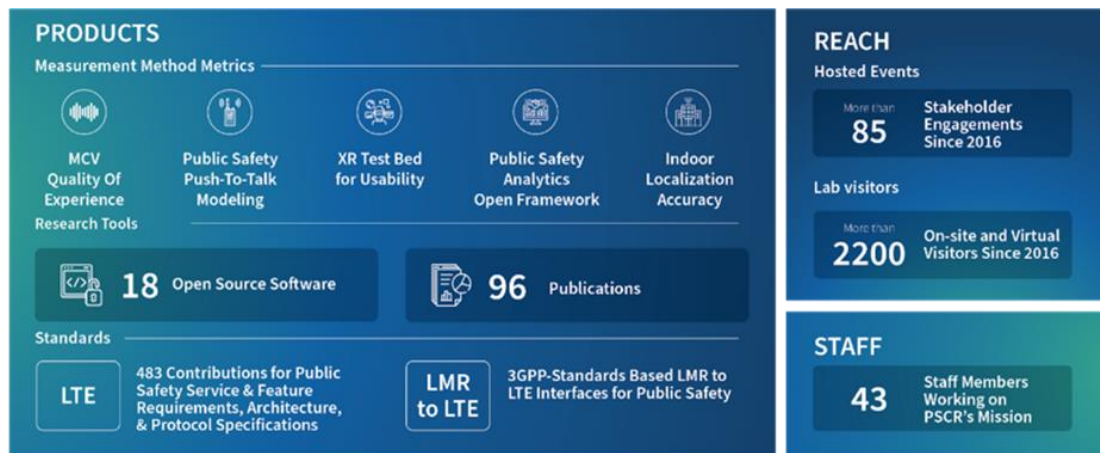 PRODUCTS
Measurement Method Metrics
MCV
Quality Of
Experience
Public Safety
Push-To-Talk
Modeling
XR Test Bed
for Usability
Public Safety
Analytics
Open Framework
Indoor
Localization
Accuracy
Research Tools
18 Open Source Software
96 Publications
Standards
LTE
483 Contributions for Public
Safety Service & Feature
Requirements, Architecture,
& Protocol Specifications
LMR
to LTE
3GPP-Standards Based LMR to
LTE Interfaces for Public Safety
REACH
Hosted Events
More than
85
Stakeholder
Engagements
Since 2016
Lab visitors
More than
2200
On-site and Virtual
Visitors Since 2016
STAFF
43
Staff Members
Working on
PSCR's Mission